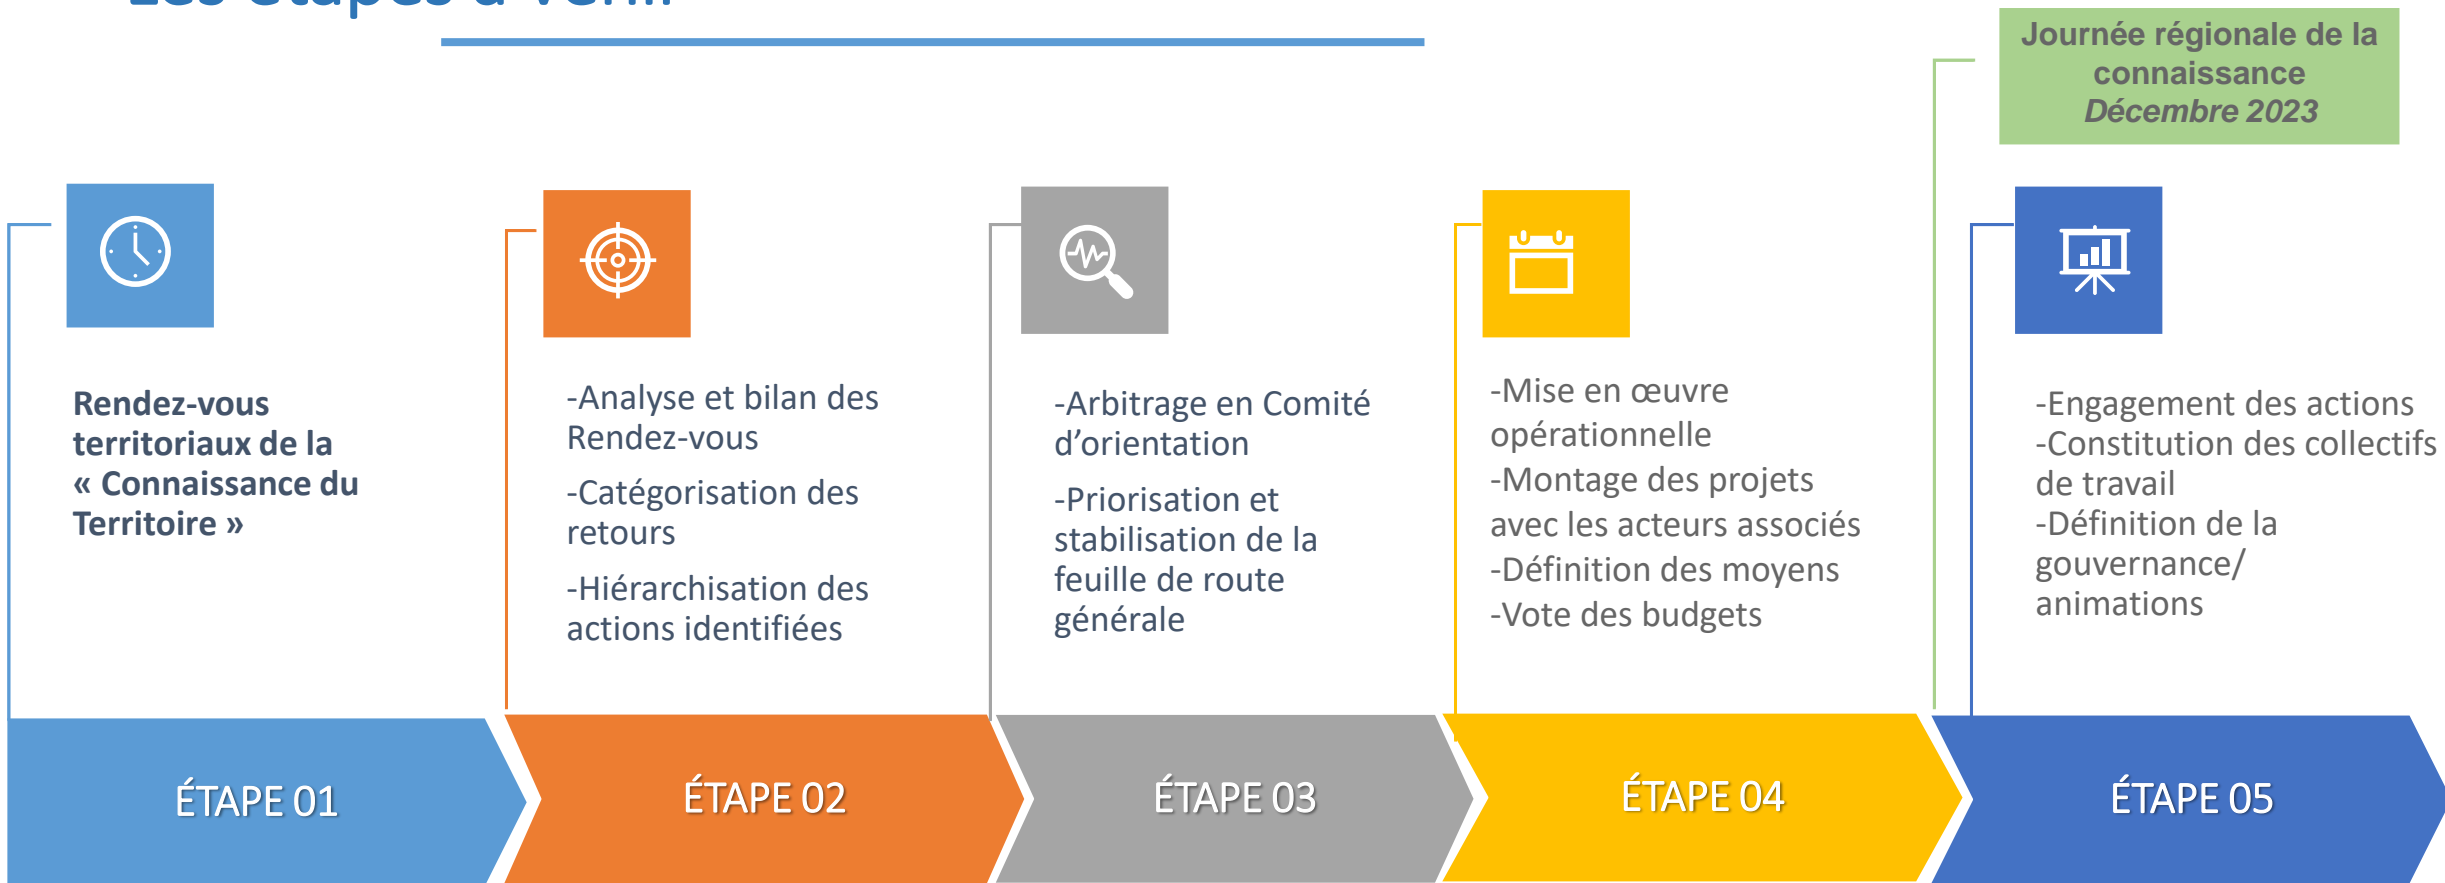 Les étapes à venir
Journée régionale de la
connaissance
Décembre 2023
Rendez-vous
territoriaux de la
« Connaissance du
Territoire »
-Analyse et bilan des
Rendez-vous
-Catégorisation des
retours
-Hiérarchisation des
actions identifiées
-Arbitrage en Comité
d’orientation
-Priorisation et
stabilisation de la
feuille de route
générale
-Mise en œuvre
opérationnelle
-Montage des projets
avec les acteurs associés
-Définition des moyens
-Vote des budgets
-Engagement des actions
-Constitution des collectifs
de travail
-Définition de la
gouvernance/
animations
ÉTAPE 01
ÉTAPE 02
ÉTAPE 03
ÉTAPE 04
ÉTAPE 05